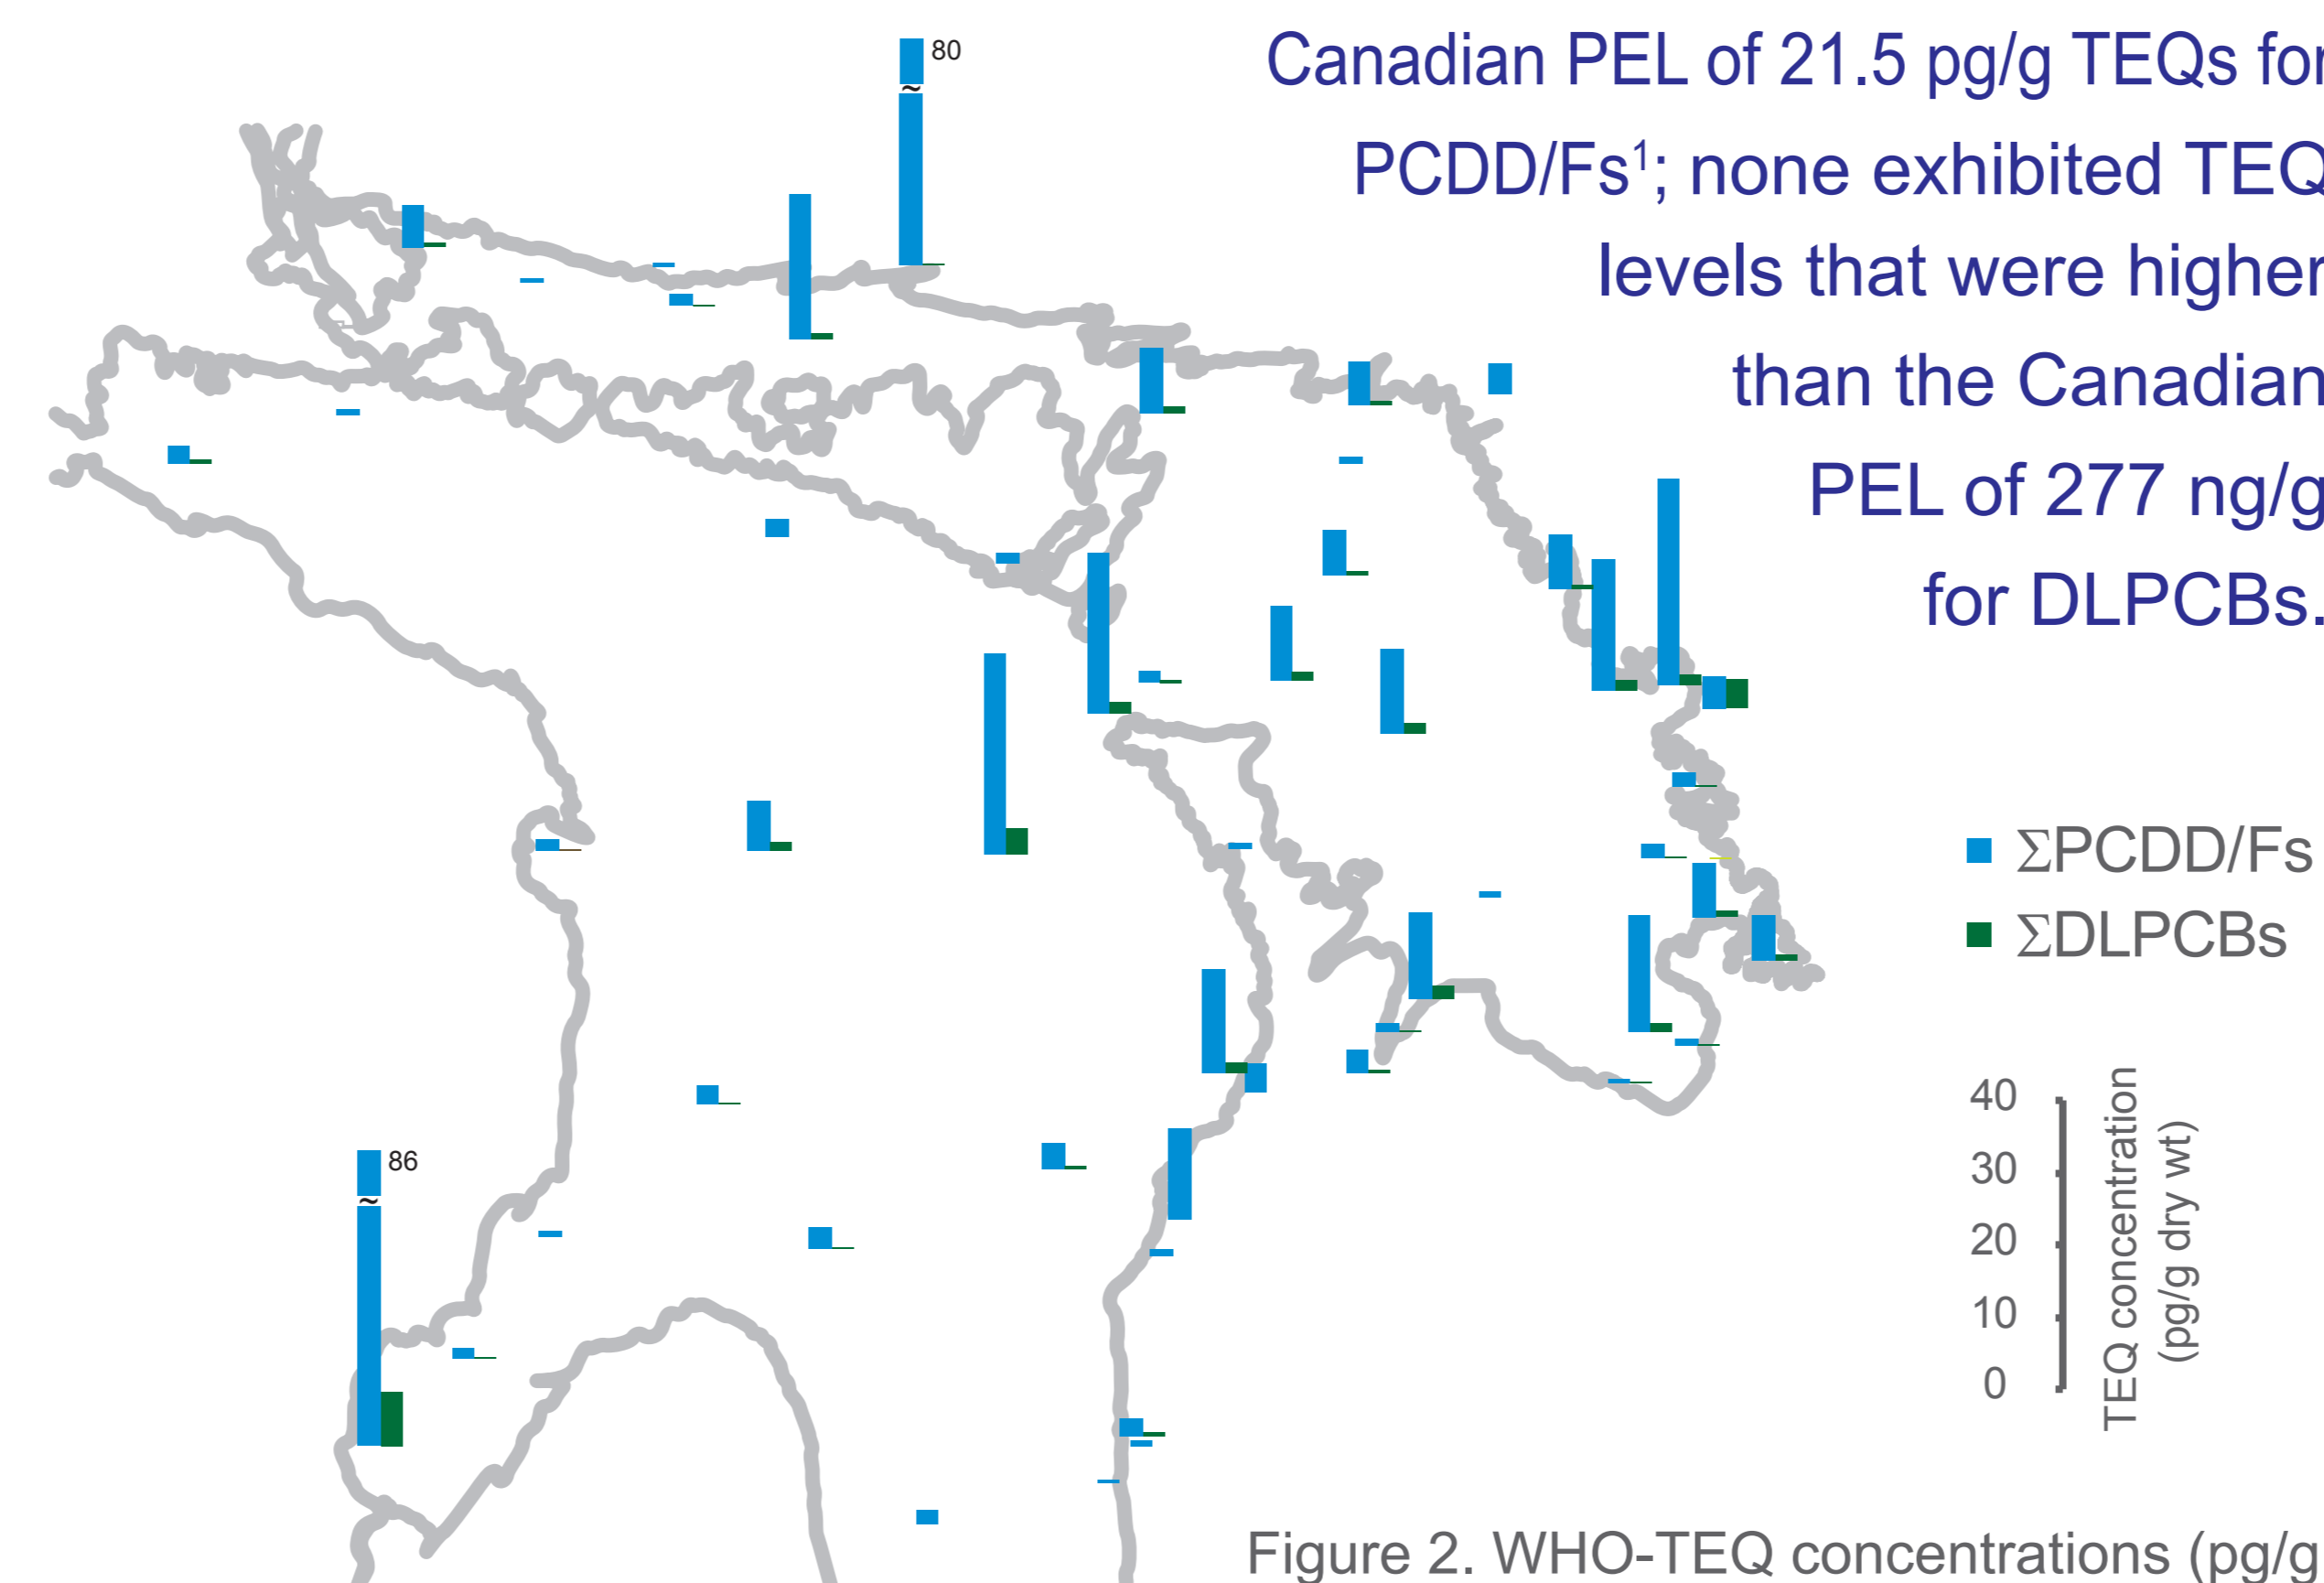 Canadian PEL of 21.5 pg/g TEQs for
PCDD/Fs¹; none exhibited TEQ
levels that were higher
than the Canadian
PEL of 277 ng/g
for DLPCBs.
80
~
86
~
ΣPCDD/Fs
ΣDLPCBs
40
30
20
10
0
TEQ concentration
(pg/g dry wt)
Figure 2. WHO-TEQ concentrations (pg/g